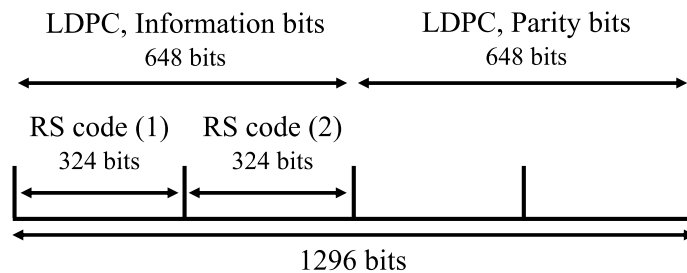 LDPC, Information bits
648 bits
LDPC, Parity bits
648 bits
RS code (1)
324 bits
RS code (2)
324 bits
1296 bits